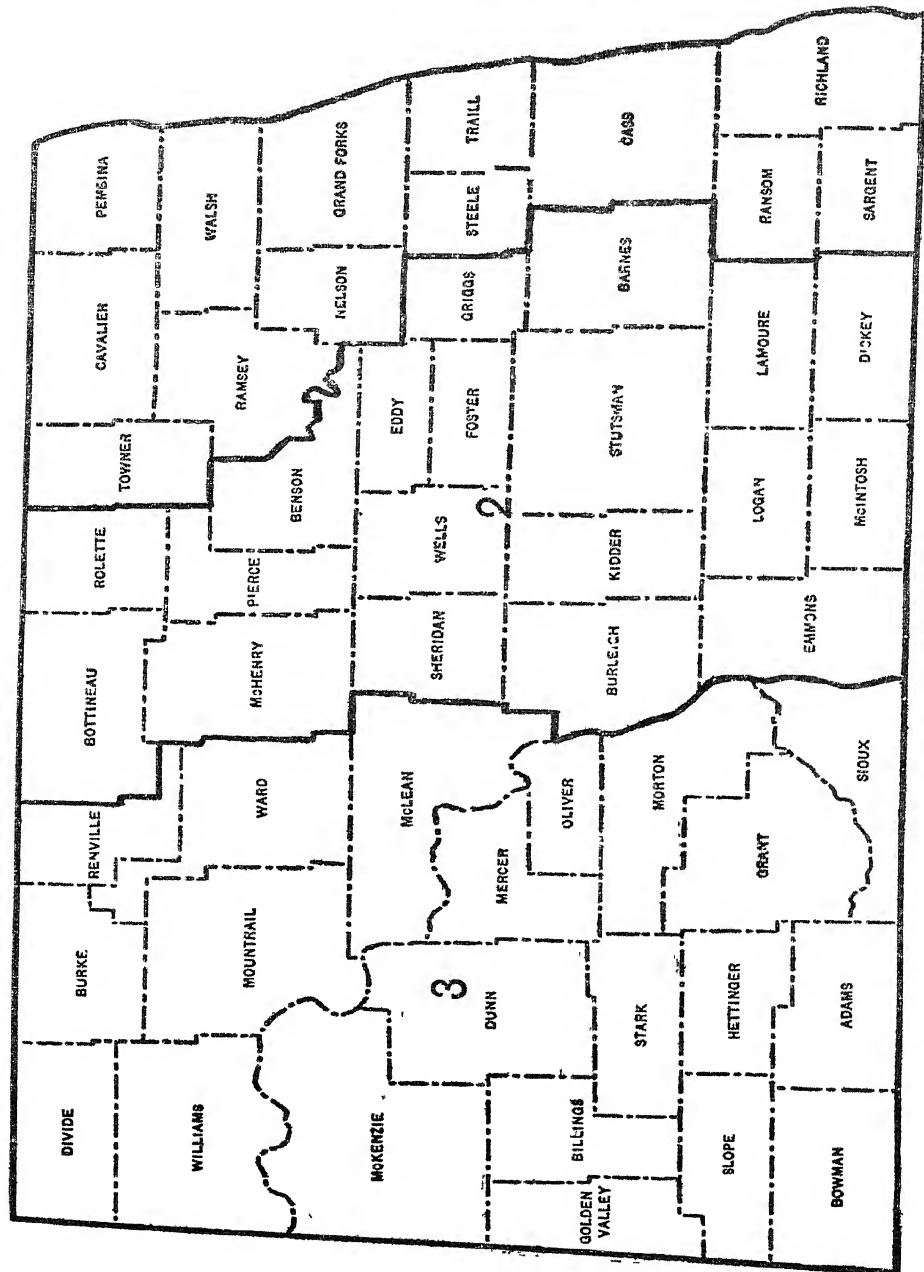 DIVIDE
BURKE
RENVILLE
BOTTINEAU
ROLETTE
TOWNER
CAVALIER
PEMBINA
WILLIAMS
MOUNTRAIL
WARD
McHENRY
PIERCE
BENSON
RAMSEY
WALSH
NELSON
GRAND FORKS
McKENZIE
3
DUNN
McLEAN
MERCER
OLIVER
SHERIDAN
WELLS
2
EDDY
FOSTER
GRIGGS
STEELE
TRAILL
GOLDEN
VALLEY
BILLINGS
STARK
MORTON
BURLEIGH
KIDDER
STUTSMAN
BARNES
CASS
SLOPE
HETTINGER
GRANT
BOWMAN
ADAMS
SIOUX
EMMONS
LOGAN
McINTOSH
LAMOURE
DICKEY
RANSOM
SARGENT
RICHLAND